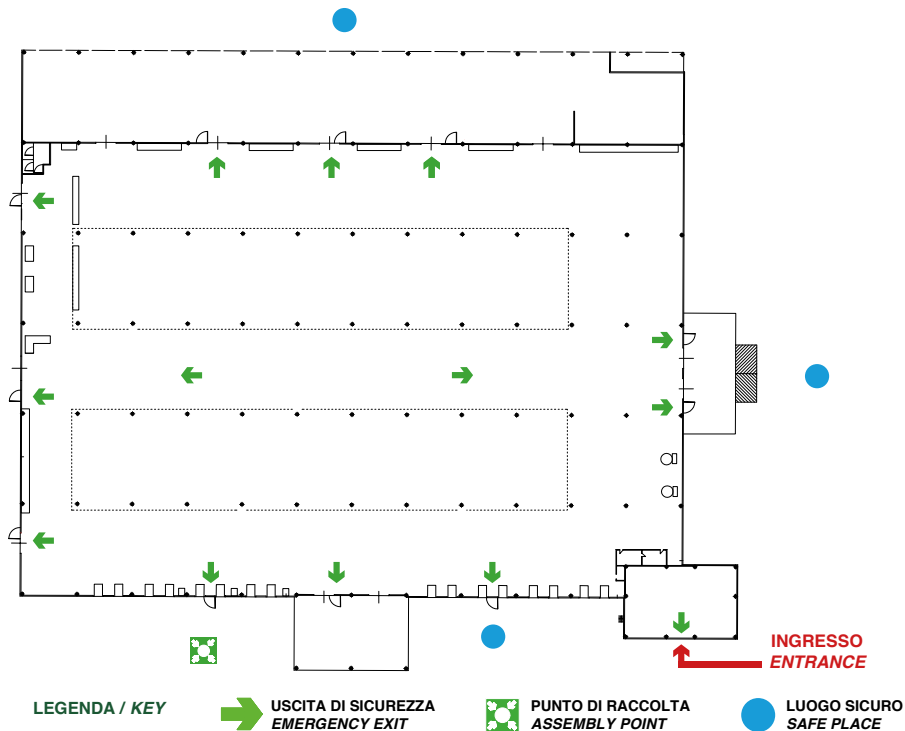 INGRESSO
ENTRANCE
LEGENDA / KEY
USCITA DI SICUREZZA
EMERGENCY EXIT
PUNTO DI RACCOLTA
ASSEMBLY POINT
LUOGO SICURO
SAFE PLACE